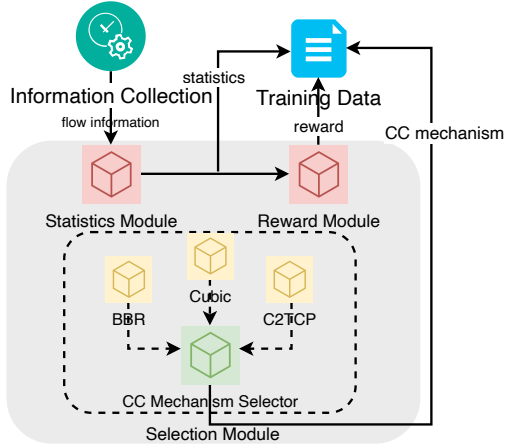 statistics
Information Collection
Training Data
flow information
reward
CC mechanism
Statistics Module
Reward Module
Cubic
BBR
C2TCP
CC Mechanism Selector
Selection Module